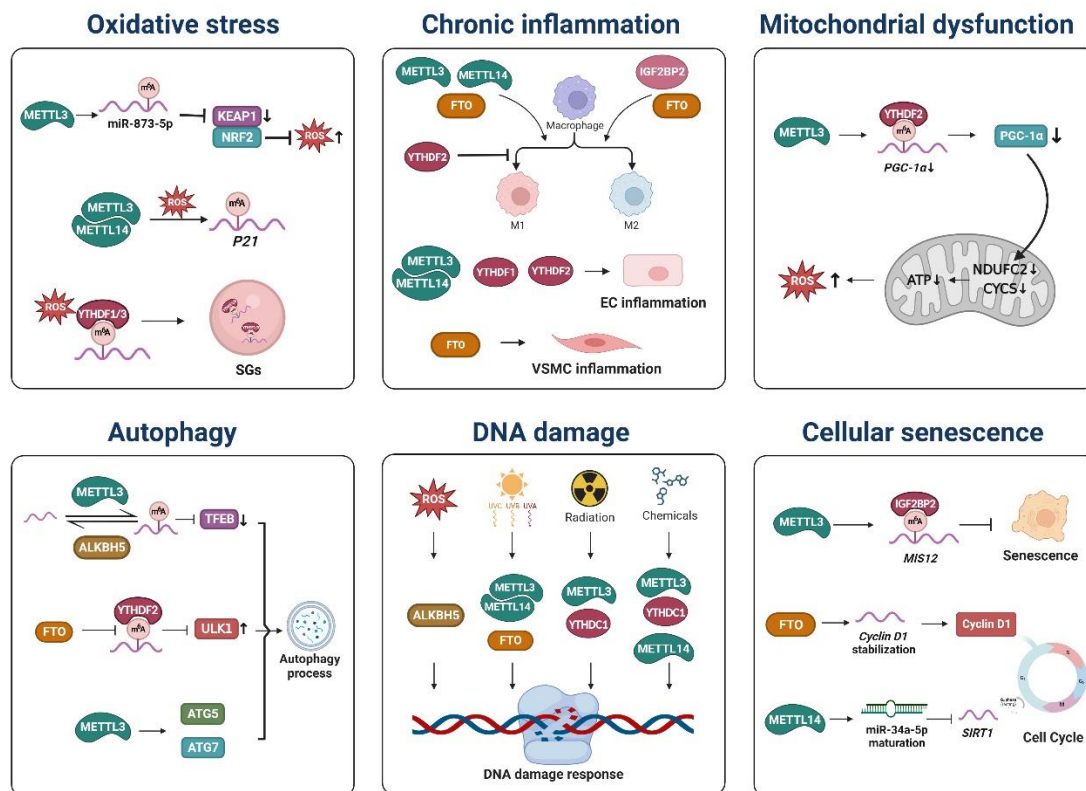 Oxidative stress
METTL3
m⁶A
miR-873-5p
KEAP1
NRF2
ROS
METTL3
METTL14
ROS
m⁶A
P21
ROS
YTHDF1/3
m⁶A
SGs
Chronic inflammation
METTL3
METTL14
FTO
Macrophage
IGF2BP2
FTO
YTHDF2
M1
M2
METTL3
METTL14
YTHDF1
YTHDF2
EC inflammation
FTO
VSMC inflammation
Mitochondrial dysfunction
METTL3
YTHDF2
m⁶A
PGC-1α↓
PGC-1α
ROS
ATP↓
NDUFC2↓
CYCS↓
Autophagy
METTL3
ALKBH5
m⁶A
TFEB
FTO
YTHDF2
m⁶A
ULK1
Autophagy
process
METTL3
ATG5
ATG7
DNA damage
ROS
UVC UVB UVA
Radiation
Chemicals
ALKBH5
METTL3
METTL14
FTO
METTL3
YTHDC1
METTL3
YTHDC1
METTL14
DNA damage response
Cellular senescence
METTL3
IGF2BP2
m⁶A
MIS12
Senescence
FTO
Cyclin D1
stabilization
Cyclin D1
METTL14
miR-34a-5p
maturation
SIRT1
S
G₁
G₂
M
Cell Cycle